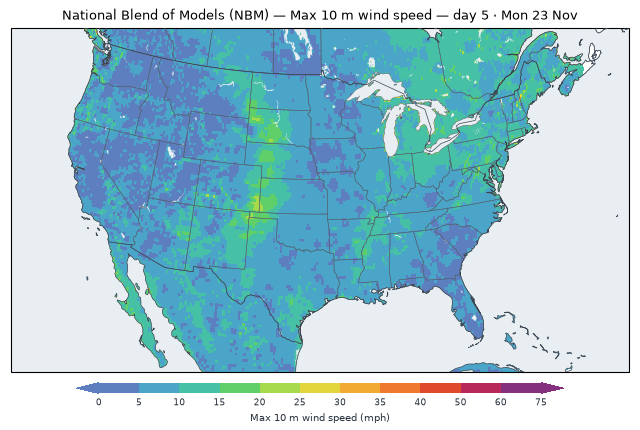 National Blend of Models (NBM) — Max 10 m wind speed — day 5 · Mon 23 Nov
0 5 10 15 20 25 30 35 40 50 60 75
Max 10 m wind speed (mph)